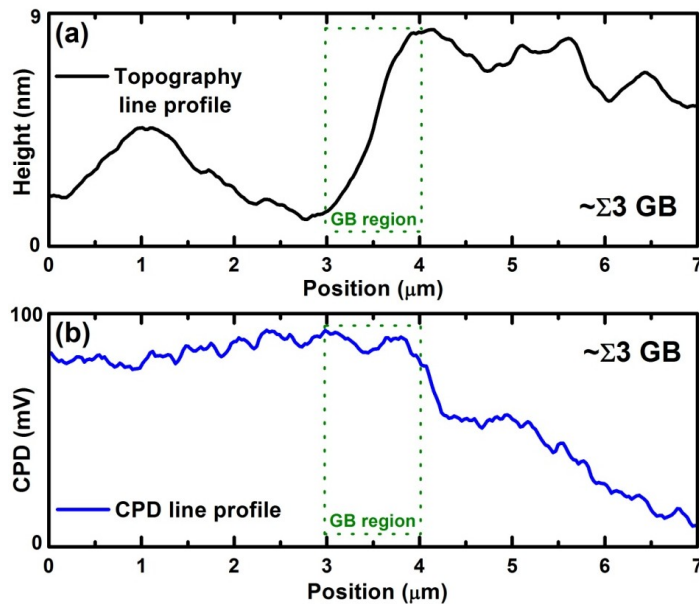 9
(a)
Topography
line profile
Height (nm)
~Σ3 GB
GB region
0
0 1 2 3 4 5 6 7
Position (μm)
100
(b)
~Σ3 GB
CPD (mV)
CPD line profile
GB region
0
0 1 2 3 4 5 6 7
Position (μm)